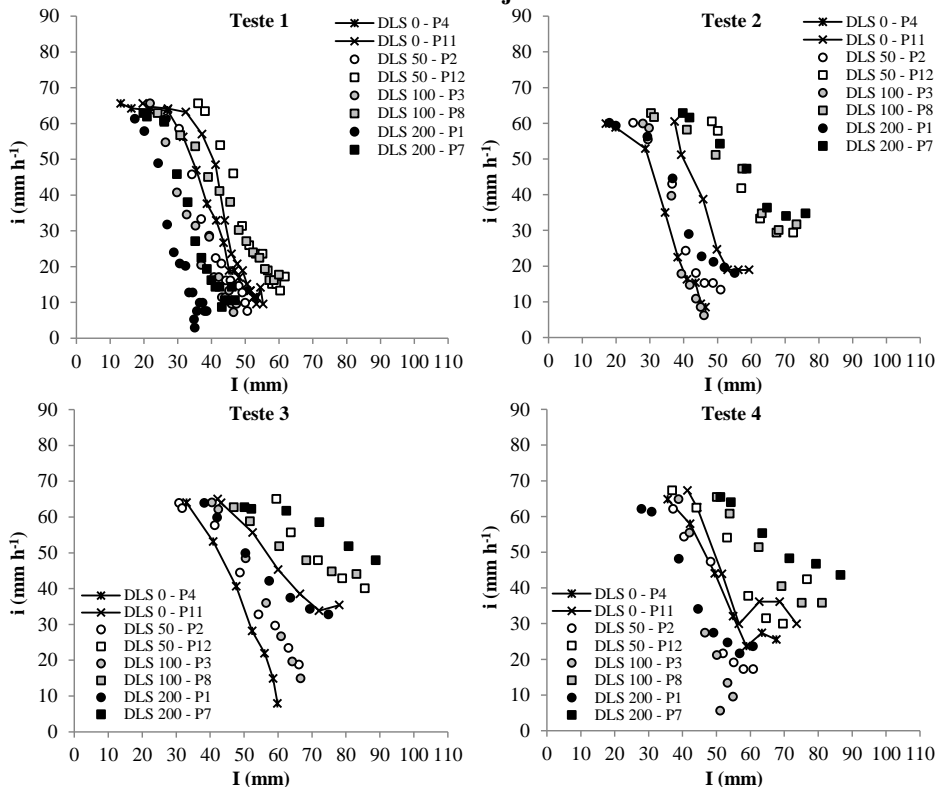 j
Teste 1
i (mm h⁻¹)
90
80
70
60
50
40
30
20
10
0
0 10 20 30 40 50 60 70 80 90 100 110
I (mm)
DLS 0 - P4
DLS 0 - P11
DLS 50 - P2
DLS 50 - P12
DLS 100 - P3
DLS 100 - P8
DLS 200 - P1
DLS 200 - P7
Teste 2
i (mm h⁻¹)
90
80
70
60
50
40
30
20
10
0
0 10 20 30 40 50 60 70 80 90 100 110
I (mm)
DLS 0 - P4
DLS 0 - P11
DLS 50 - P2
DLS 50 - P12
DLS 100 - P3
DLS 100 - P8
DLS 200 - P1
DLS 200 - P7
Teste 3
i (mm h⁻¹)
90
80
70
60
50
40
30
20
10
0
0 10 20 30 40 50 60 70 80 90 100 110
I (mm)
DLS 0 - P4
DLS 0 - P11
DLS 50 - P2
DLS 50 - P12
DLS 100 - P3
DLS 100 - P8
DLS 200 - P1
DLS 200 - P7
Teste 4
i (mm h⁻¹)
90
80
70
60
50
40
30
20
10
0
0 10 20 30 40 50 60 70 80 90 100 110
I (mm)
DLS 0 - P4
DLS 0 - P11
DLS 50 - P2
DLS 50 - P12
DLS 100 - P3
DLS 100 - P8
DLS 200 - P1
DLS 200 - P7